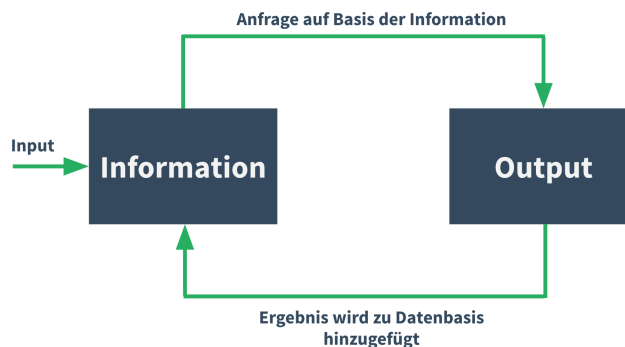 Anfrage auf Basis der Information
Input
Information
Output
Ergebnis wird zu Datenbasis
hinzugefügt